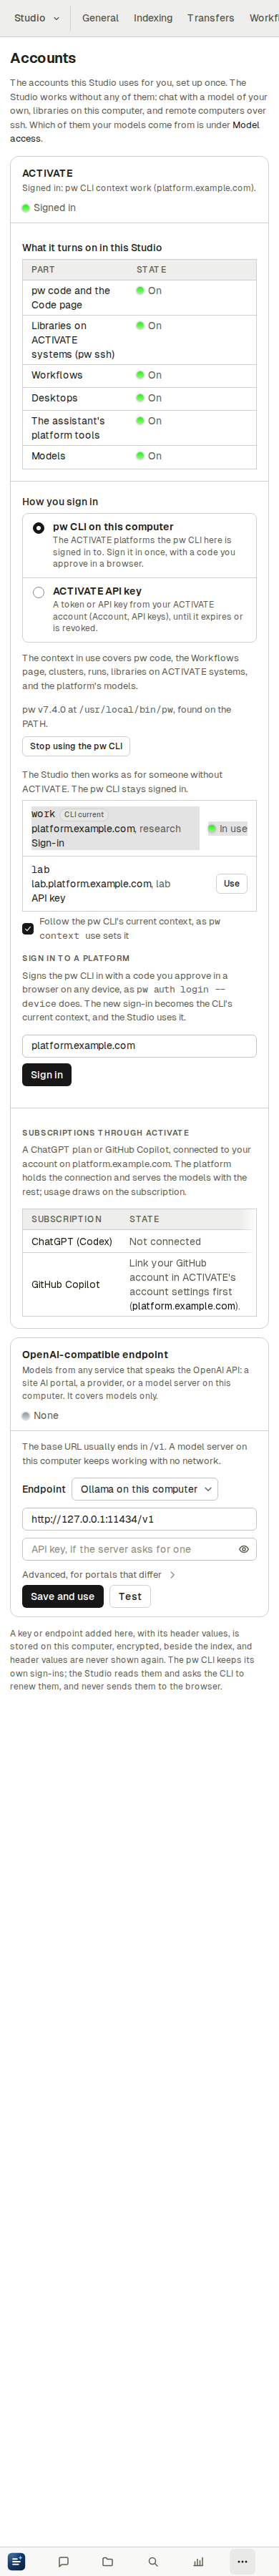 Studio General Indexing Transfers
Accounts
The accounts this Studio uses for you, set up once. The
Studio works without any of them: chat with a model of your
own, libraries on this computer, and remote computers over
ssh. Which of them your models come from is under Model
access.
ACTIVATE
Signed in: pw CLI context work (platform.example.com).
Signed in
What it turns on in this Studio
PART STATE
pw code and the
Code page
On
Libraries on
ACTIVATE
systems (pw ssh)
On
Workflows On
Desktops On
The assistant's
platform tools
On
Models On
How you sign in
pw CLI on this computer
The ACTIVATE platforms the pw CLI here is
signed in to. Sign it in once, with a code you
approve in a browser.
ACTIVATE API key
A token or API key from your ACTIVATE
account (Account, API keys), until it expires or
is revoked.
The context in use covers pw code, the Workflows
page, clusters, runs, libraries on ACTIVATE systems,
and the platform's models.
pw v7.4.0 at /usr/local/bin/pw, found on the
PATH.
Stop using the pw CLI
The Studio then works as for someone without
ACTIVATE. The pw CLI stays signed in.
work CLI current
platform.example.com, research
Sign-in
In use
lab
lab.platform.example.com, lab
API key
Use
Follow the pw CLI's current context, as pw
context use sets it
SIGN IN TO A PLATFORM
Signs the pw CLI in with a code you approve in a
browser on any device, as pw auth login --
device does. The new sign-in becomes the CLI's
current context, and the Studio uses it.
platform.example.com
Sign in
SUBSCRIPTIONS THROUGH ACTIVATE
A ChatGPT plan or GitHub Copilot, connected to your
account on platform.example.com. The platform
holds the connection and serves the models with the
rest; usage draws on the subscription.
SUBSCRIPTION STATE
ChatGPT (Codex) Not connected
GitHub Copilot
Link your GitHub
account in ACTIVATE's
account settings first
(platform.example.com).
OpenAI-compatible endpoint
Models from any service that speaks the OpenAI API: a
site AI portal, a provider, or a model server on this
computer. It covers models only.
None
The base URL usually ends in /v1. A model server on
this computer keeps working with no network.
Endpoint Ollama on this computer
http://127.0.0.1:11434/v1
API key, if the server asks for one
Advanced, for portals that differ
Save and use Test
A key or endpoint added here, with its header values, is
stored on this computer, encrypted, beside the index, and
header values are never shown again. The pw CLI keeps its
own sign-ins; the Studio reads them and asks the CLI to
renew them, and never sends them to the browser.